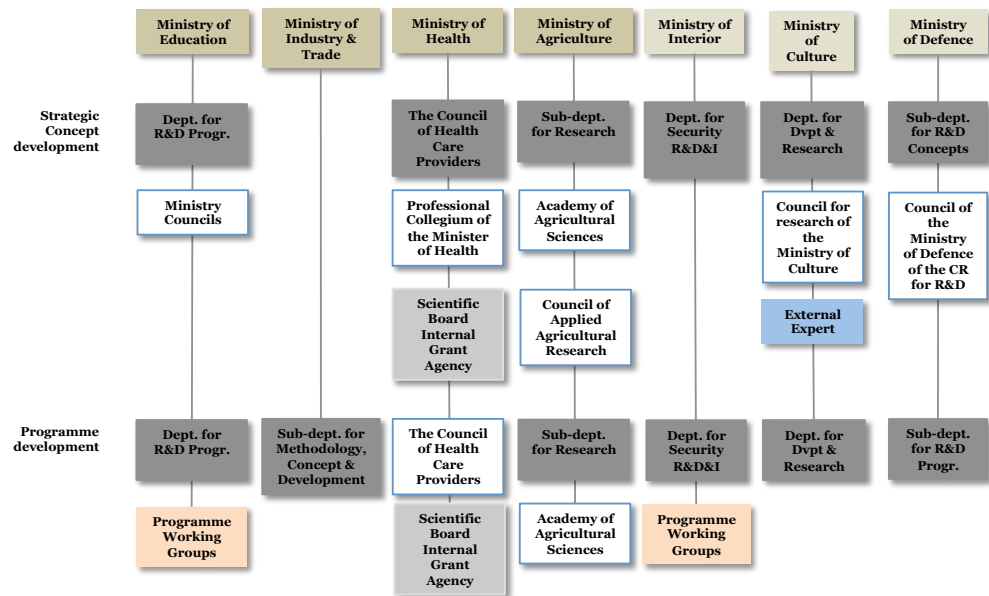 Ministry of
Education
Ministry of
Industry &
Trade
Ministry of
Health
Ministry of
Agriculture
Ministry of
Interior
Ministry
of
Culture
Ministry
of Defence
Strategic
Concept
development
Dept. for
R&D Progr.
The Council
of Health
Care
Providers
Sub-dept.
for Research
Dept. for
Security
R&D&I
Dept. for
Dvpt &
Research
Sub-dept.
for R&D
Concepts
Ministry
Councils
Professional
Collegium of
the Minister
of Health
Academy of
Agricultural
Sciences
Council for
research of
the
Ministry of
Culture
Council of
the
Ministry
of Defence
of the CR
for R&D
Scientific
Board
Internal
Grant
Agency
Council of
Applied
Agricultural
Research
External
Expert
Programme
development
Dept. for
R&D Progr.
Sub-dept. for
Methodology,
Concept &
Development
The Council
of Health
Care
Providers
Sub-dept.
for Research
Dept. for
Security
R&D&I
Dept. for
Dvpt &
Research
Sub-dept.
for R&D
Progr.
Programme
Working
Groups
Scientific
Board
Internal
Grant
Agency
Academy of
Agricultural
Sciences
Programme
Working
Groups